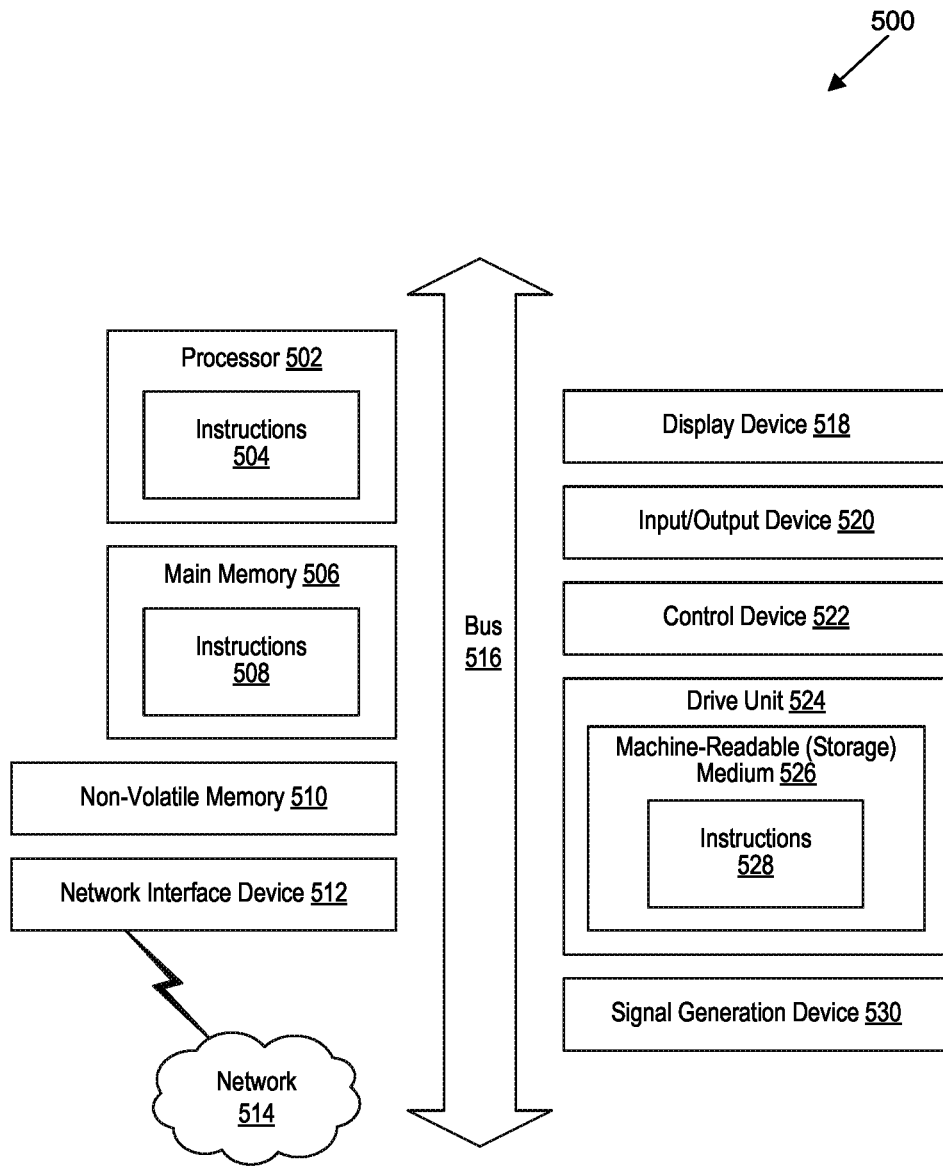 500
Processor 502
Instructions
504
Main Memory 506
Instructions
508
Non-Volatile Memory 510
Network Interface Device 512
Network
514
Bus
516
Display Device 518
Input/Output Device 520
Control Device 522
Drive Unit 524
Machine-Readable (Storage)
Medium 526
Instructions
528
Signal Generation Device 530